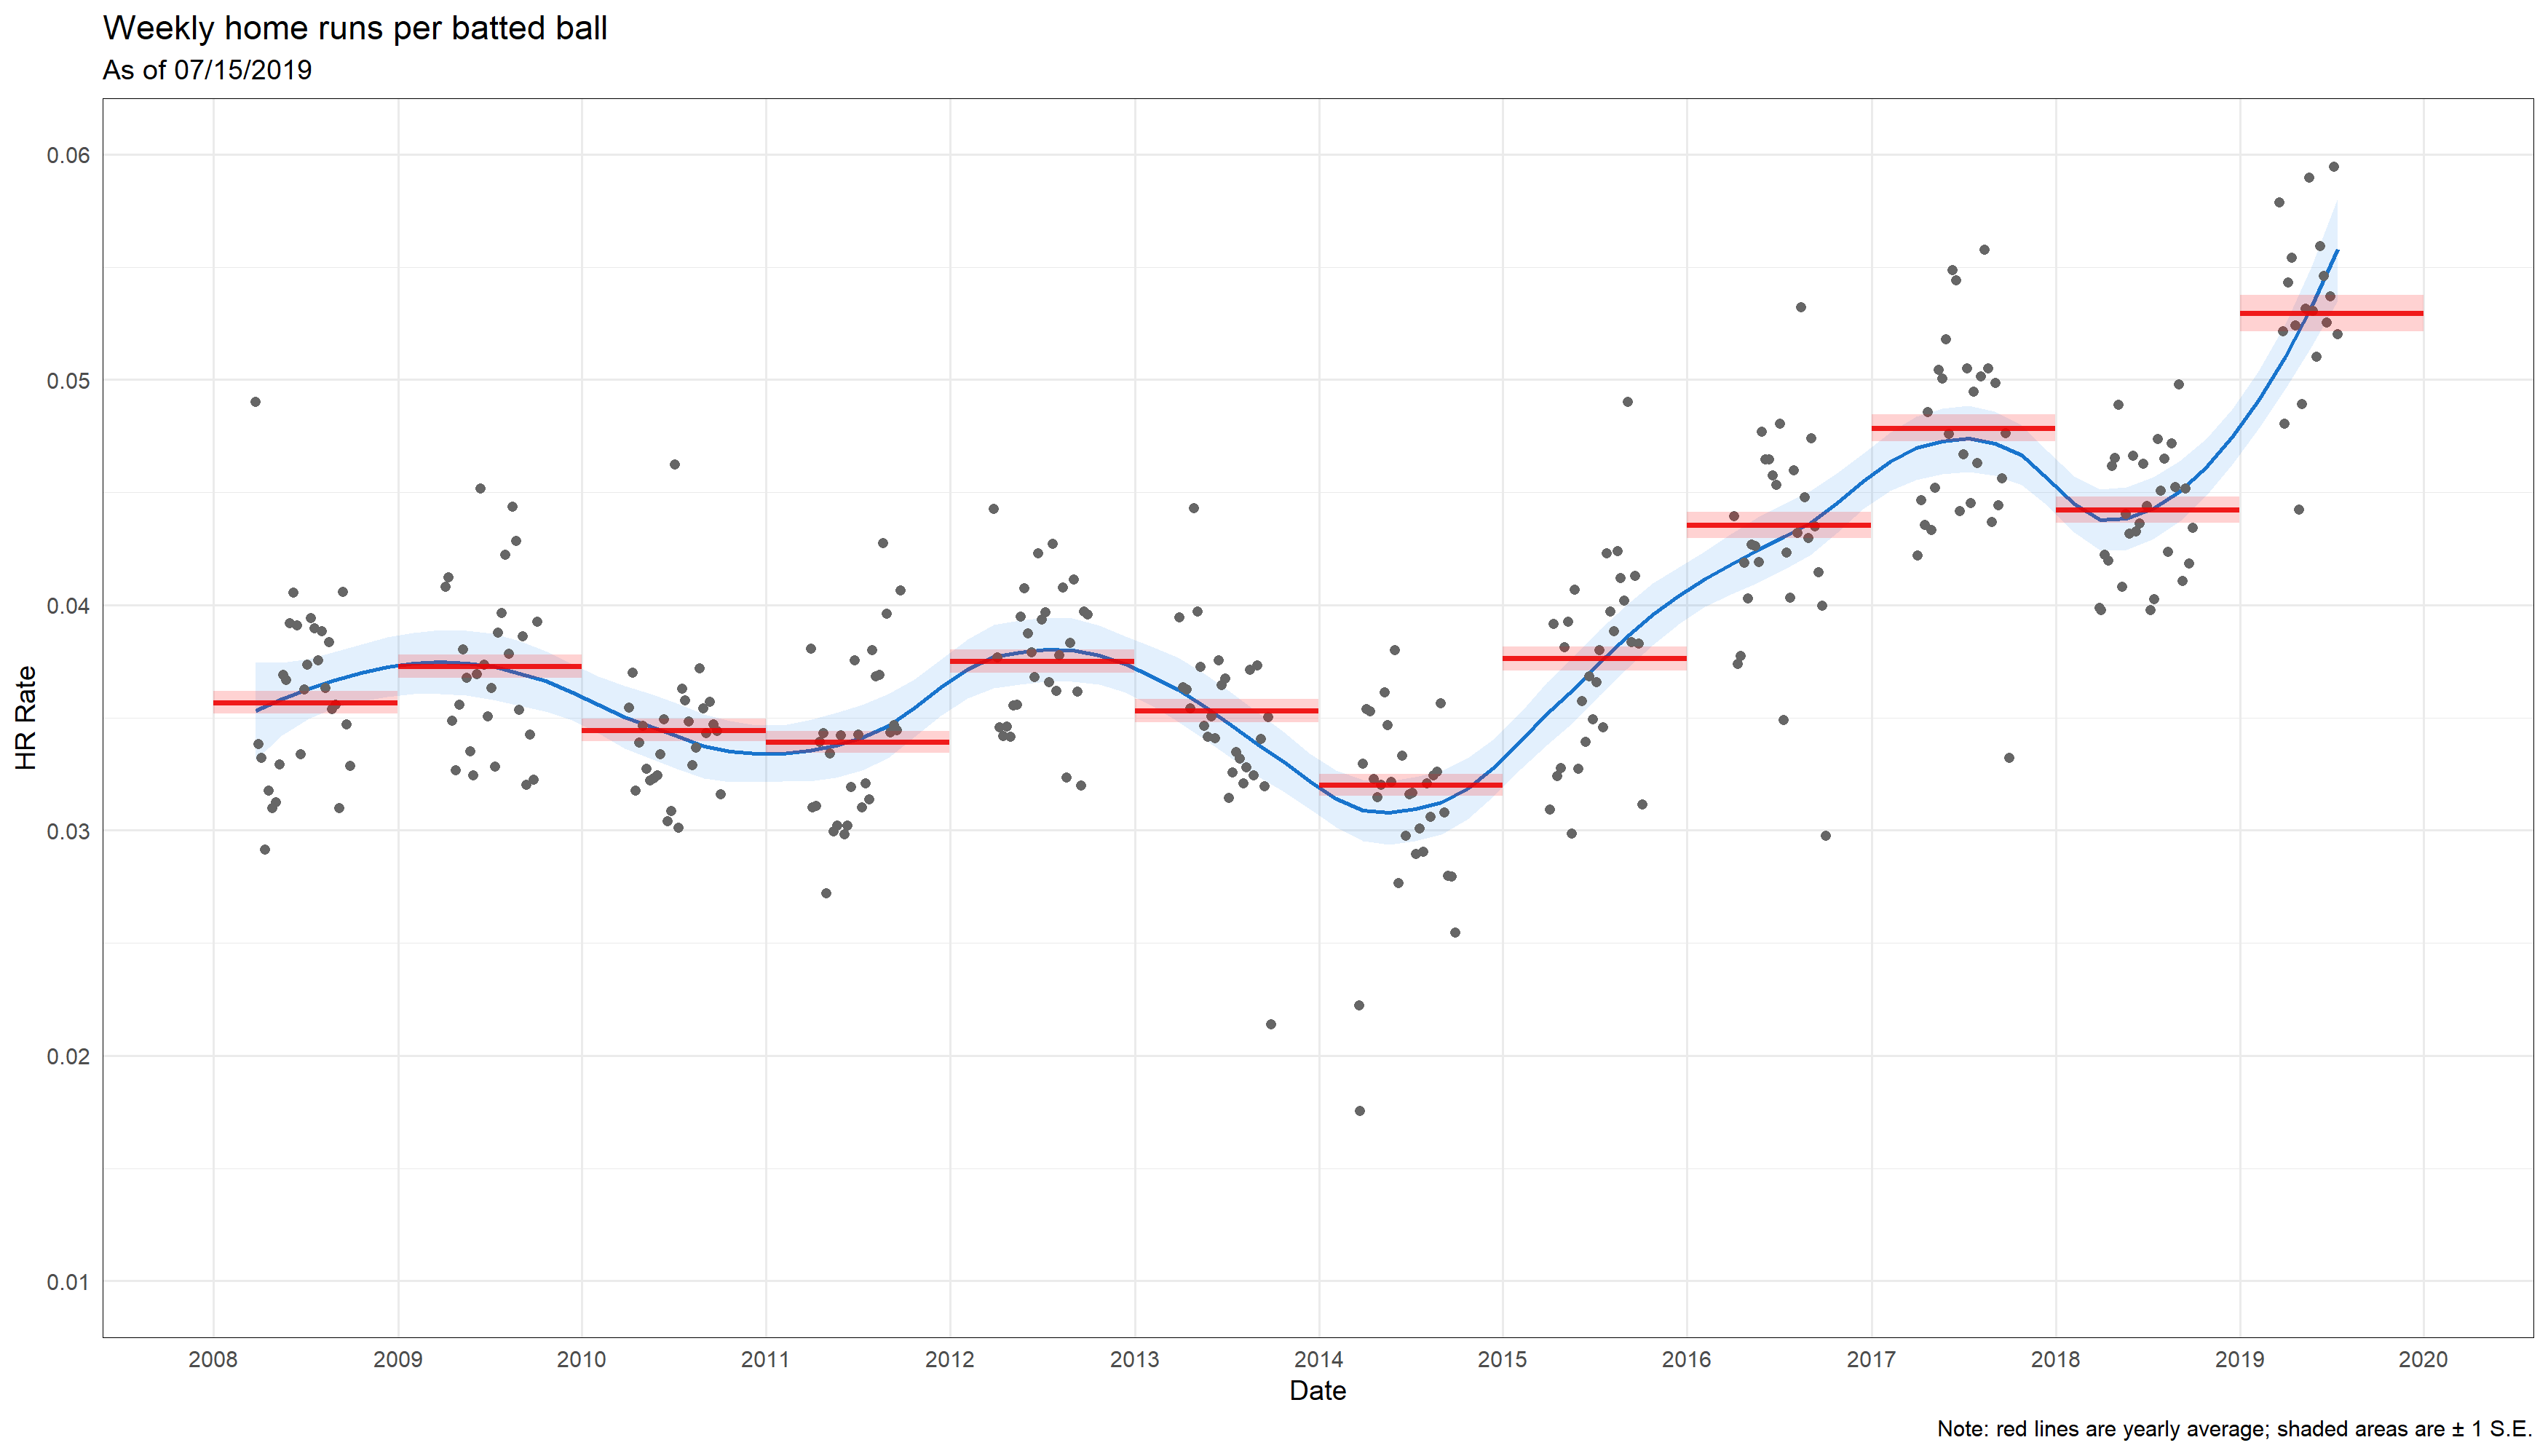 Weekly home runs per batted ball
As of 07/15/2019
0.06
0.05
0.04
0.03
0.02
0.01
HR Rate
2008 2009 2010 2011 2012 2013 2014 2015 2016 2017 2018 2019 2020
Date
Note: red lines are yearly average; shaded areas are ± 1 S.E.